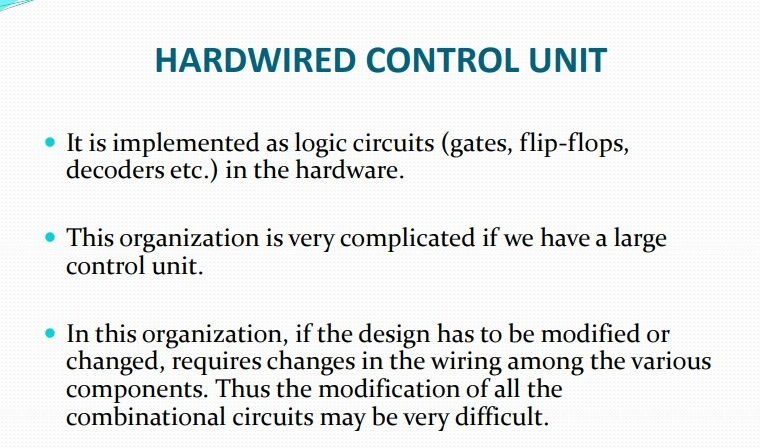 HARDWIRED CONTROL UNIT
• It is implemented as logic circuits (gates, flip-flops,
decoders etc.) in the hardware.
• This organization is very complicated if we have a large
control unit.
• In this organization, if the design has to be modified or
changed, requires changes in the wiring among the various
components. Thus the modification of all the
combinational circuits may be very difficult.